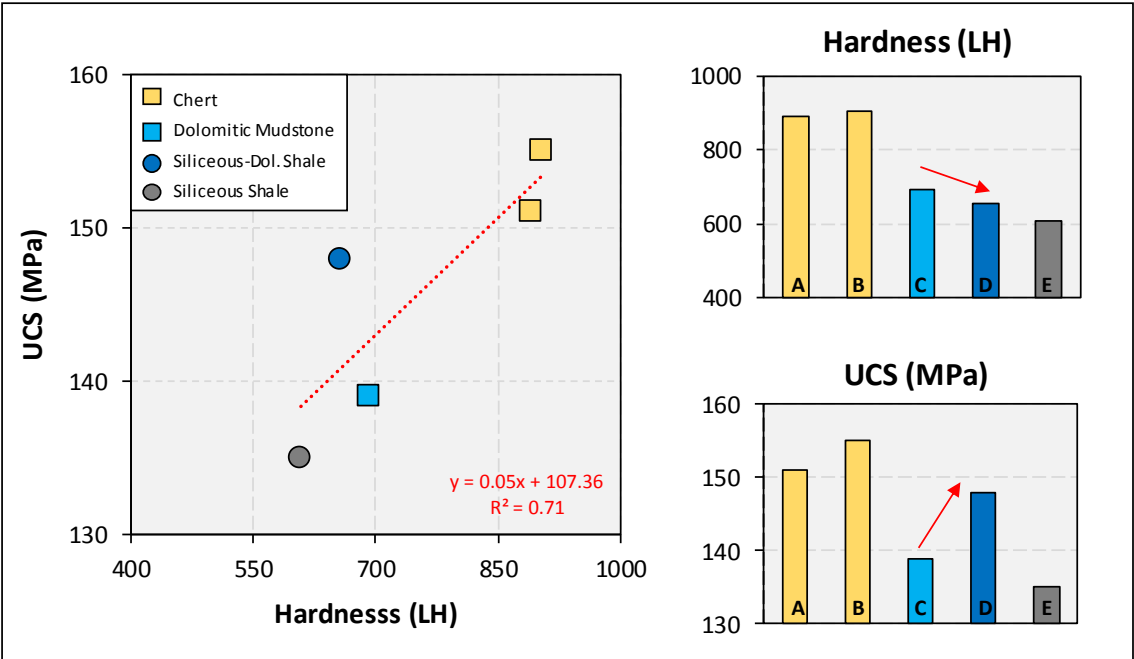 160
150
140
130
UCS (MPa)
Chert
Dolomitic Mudstone
Siliceous-Dol. Shale
Siliceous Shale
y = 0.05x + 107.36
R² = 0.71
400 550 700 850 1000
Hardnesss (LH)
Hardness (LH)
1000
800
600
400
A B C D E
UCS (MPa)
160
150
140
130
A B C D E